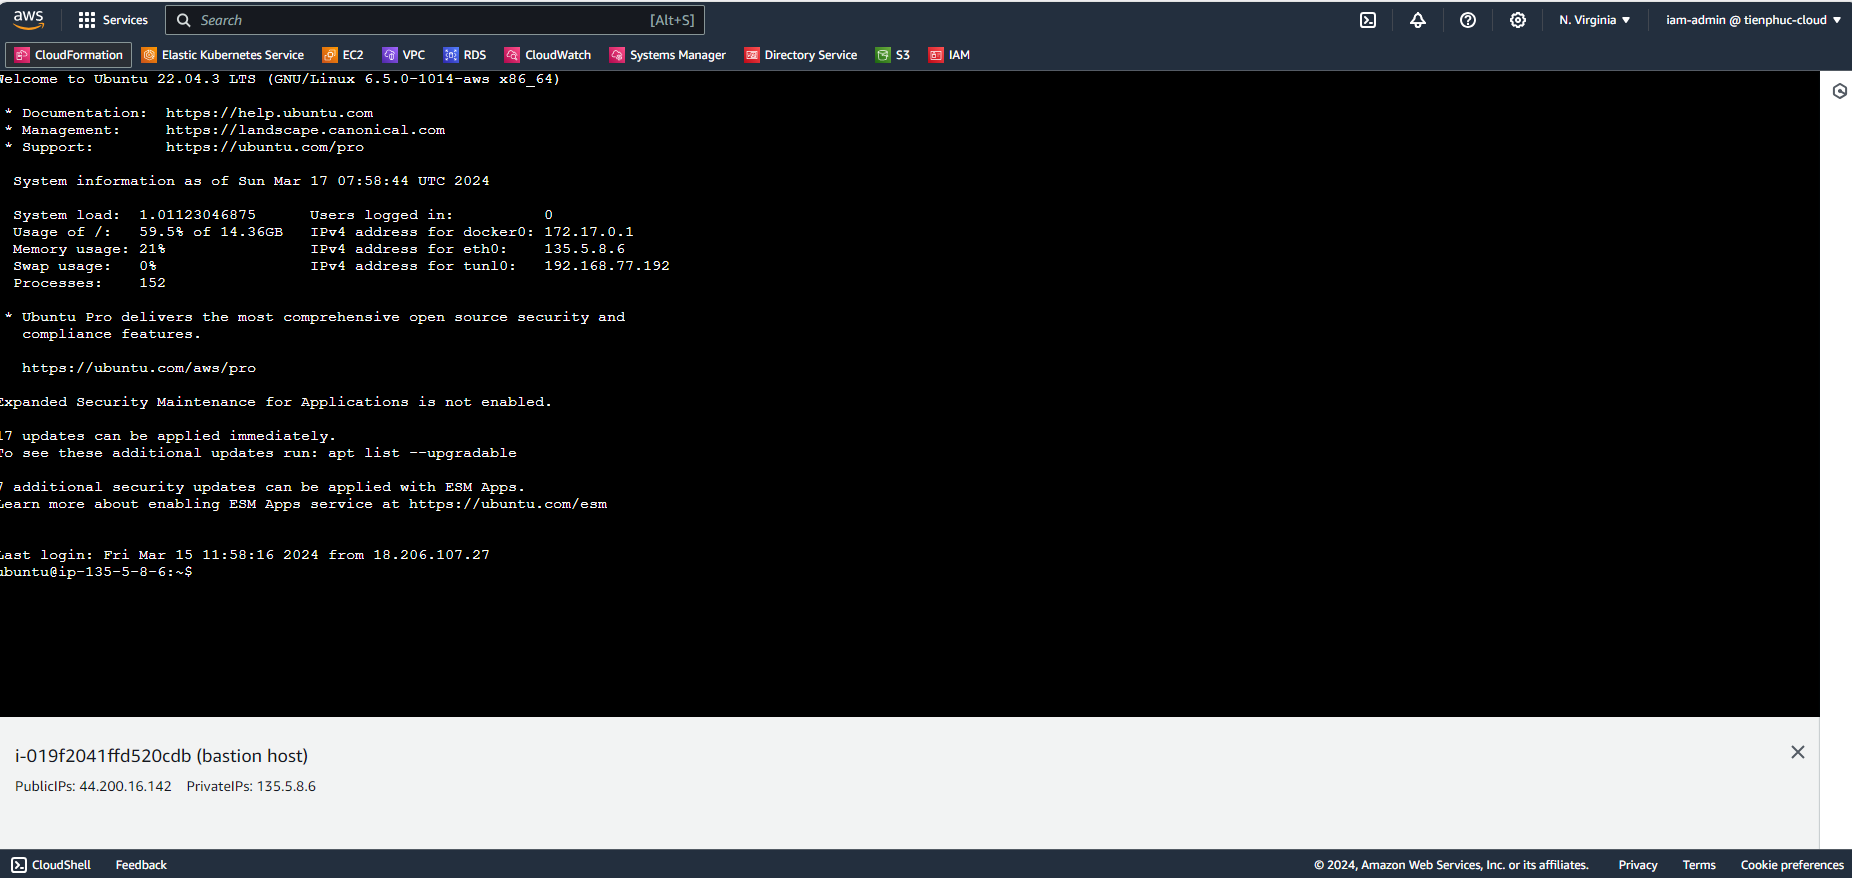 aws Services Search [Alt+S] N. Virginia iam-admin @ tienphuc-cloud
CloudFormation Elastic Kubernetes Service EC2 VPC RDS CloudWatch Systems Manager Directory Service S3 IAM
Welcome to Ubuntu 22.04.3 LTS (GNU/Linux 6.5.0-1014-aws x86_64)
* Documentation: https://help.ubuntu.com
* Management: https://landscape.canonical.com
* Support: https://ubuntu.com/pro
System information as of Sun Mar 17 07:58:44 UTC 2024
System load: 1.01123046875 Users logged in: 0
Usage of /: 59.5% of 14.36GB IPv4 address for docker0: 172.17.0.1
Memory usage: 21% IPv4 address for eth0: 135.5.8.6
Swap usage: 0% IPv4 address for tunl0: 192.168.77.192
Processes: 152
* Ubuntu Pro delivers the most comprehensive open source security and
compliance features.
https://ubuntu.com/aws/pro
Expanded Security Maintenance for Applications is not enabled.
17 updates can be applied immediately.
To see these additional updates run: apt list --upgradable
7 additional security updates can be applied with ESM Apps.
Learn more about enabling ESM Apps service at https://ubuntu.com/esm
Last login: Fri Mar 15 11:58:16 2024 from 18.206.107.27
ubuntu@ip-135-5-8-6:~$
i-019f2041ffd520cdb (bastion host)
PublicIPs: 44.200.16.142 PrivateIPs: 135.5.8.6
CloudShell Feedback © 2024, Amazon Web Services, Inc. or its affiliates. Privacy Terms Cookie preferences